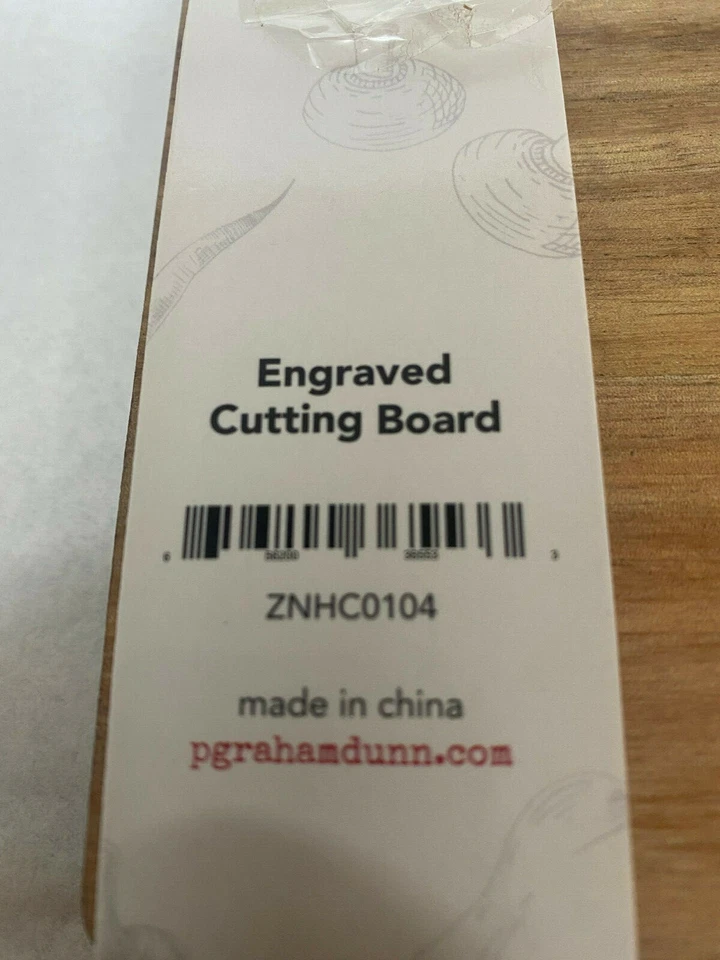 Engraved
Cutting Board
ZNHC0104
made in china
pgrahamdunn.com